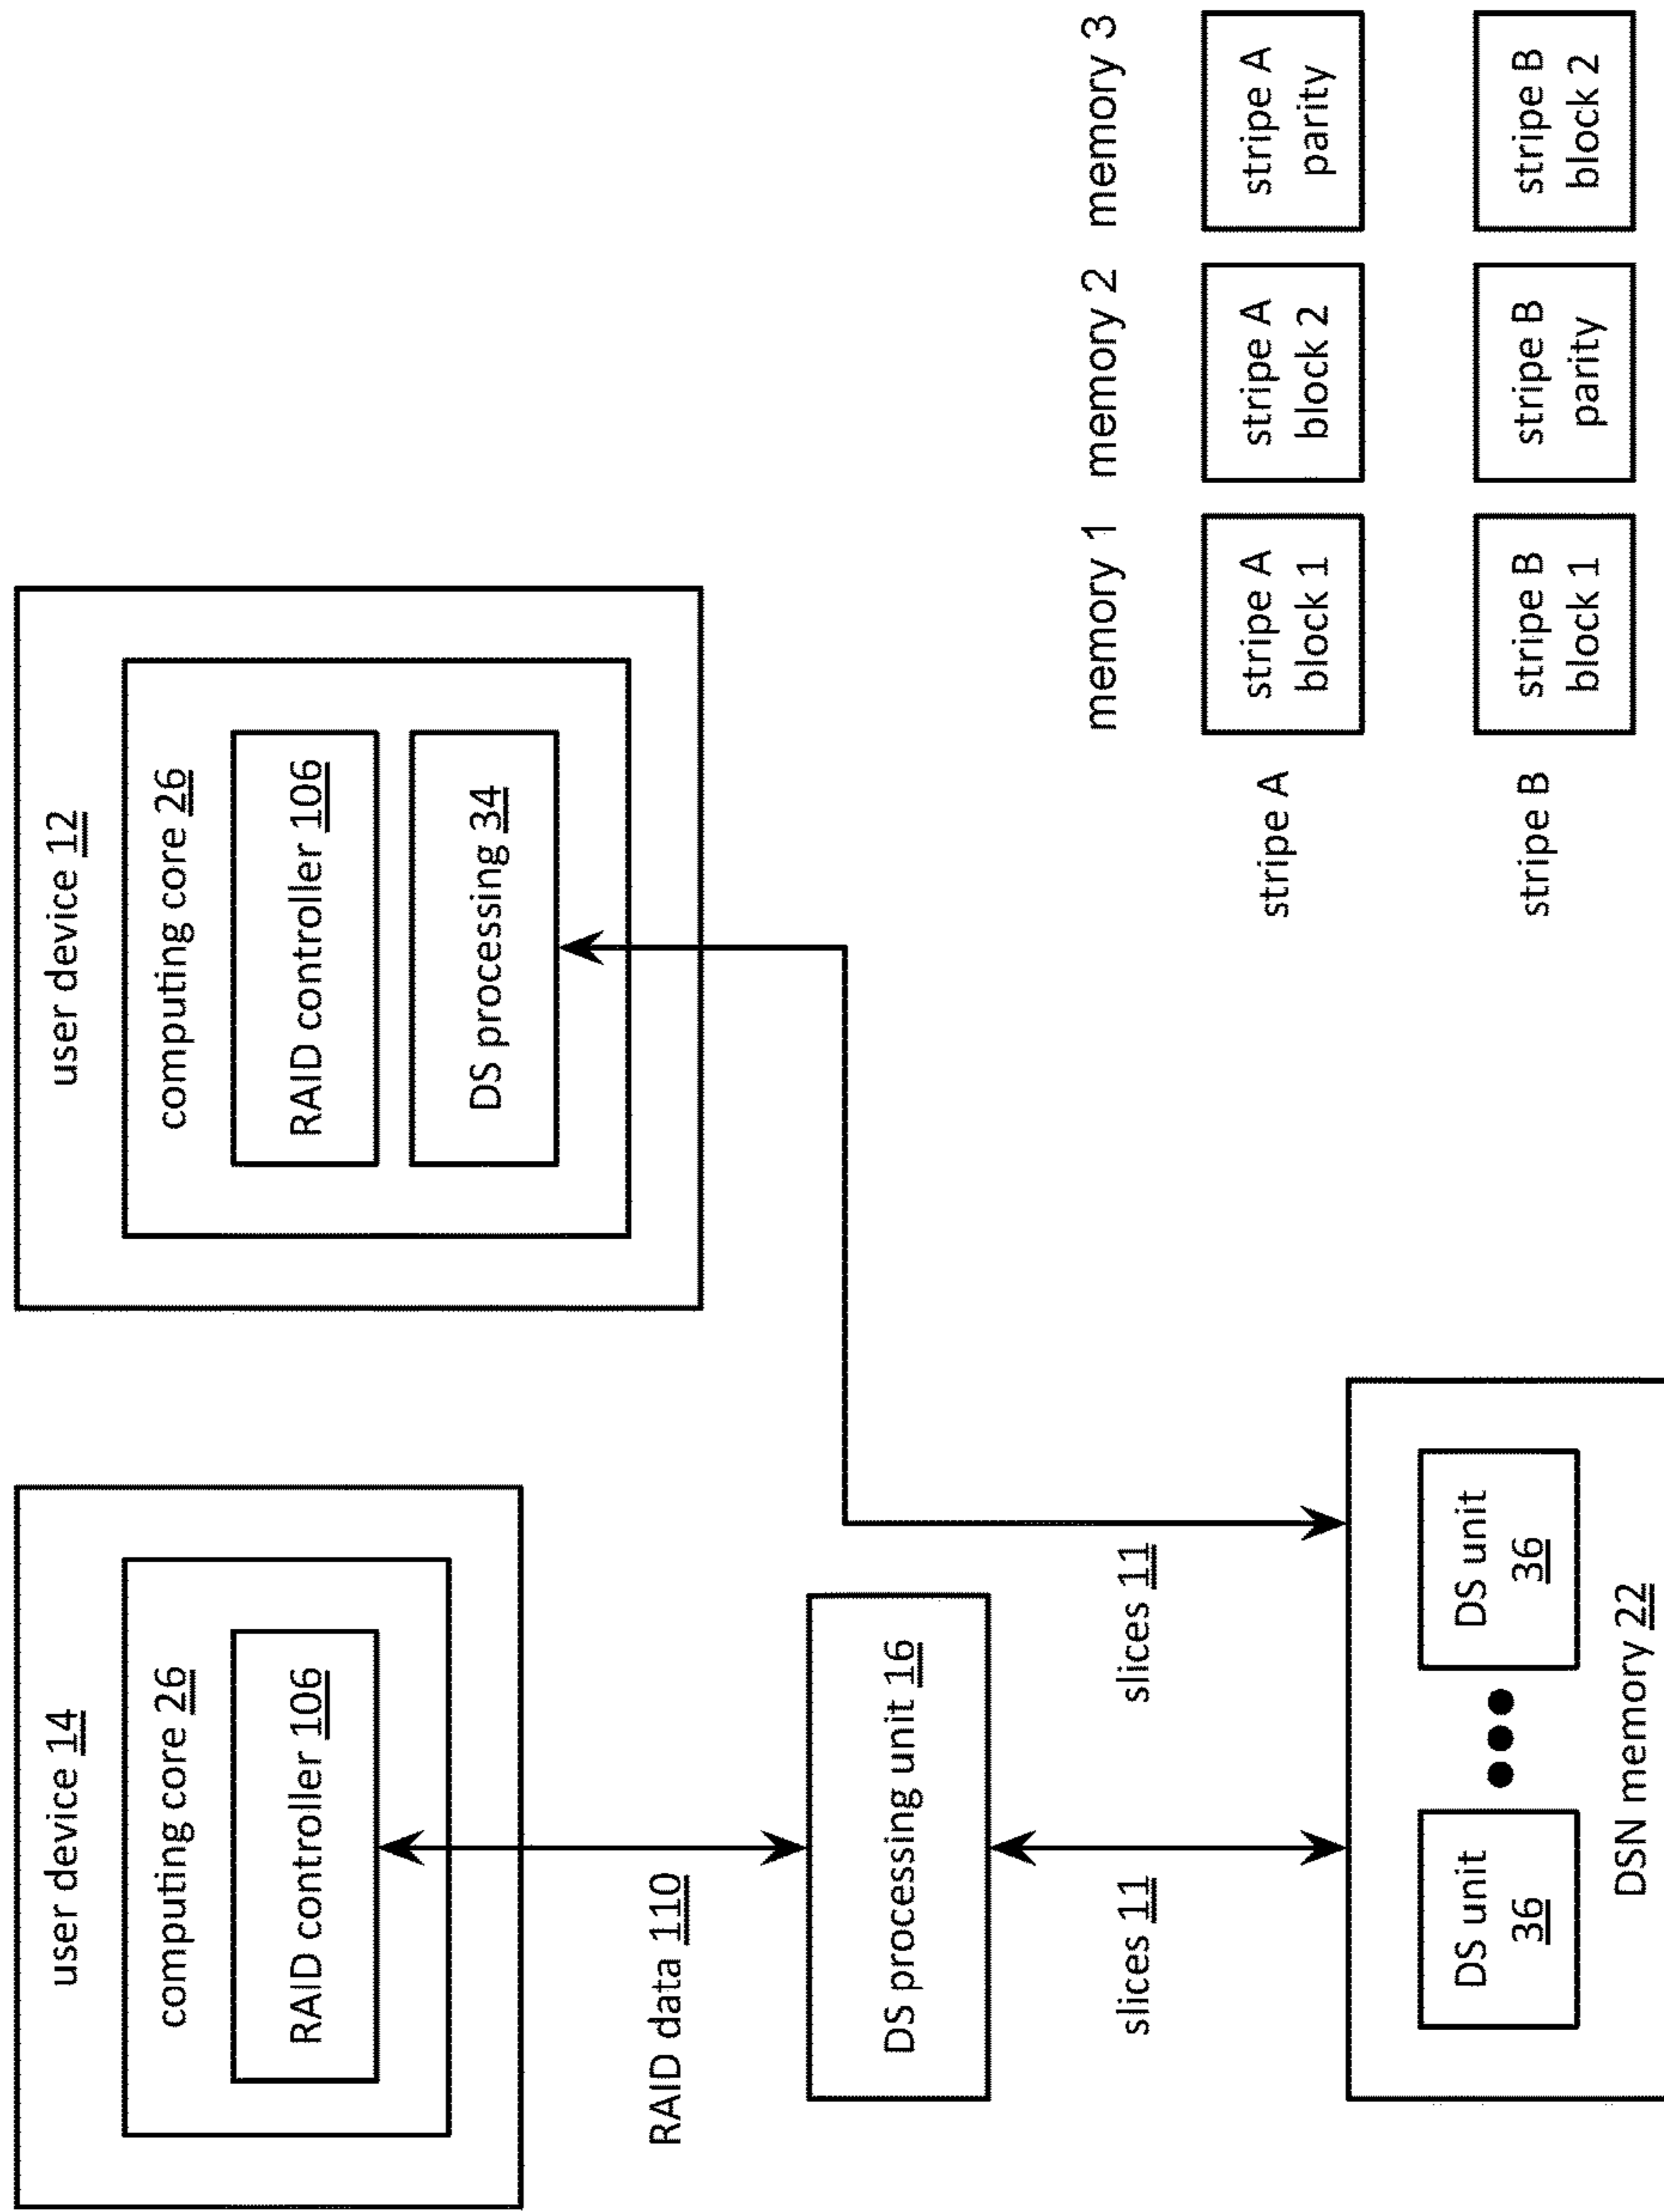 user device 14
computing core 26
RAID controller 106
RAID data 110
DS processing unit 16
slices 11
DS unit
36
DS unit
36
DSN memory 22
slices 11
user device 12
computing core 26
RAID controller 106
DS processing 34
memory 1 memory 2 memory 3
stripe A
stripe A
block 1
stripe A
block 2
stripe A
parity
stripe B
stripe B
block 1
stripe B
parity
stripe B
block 2